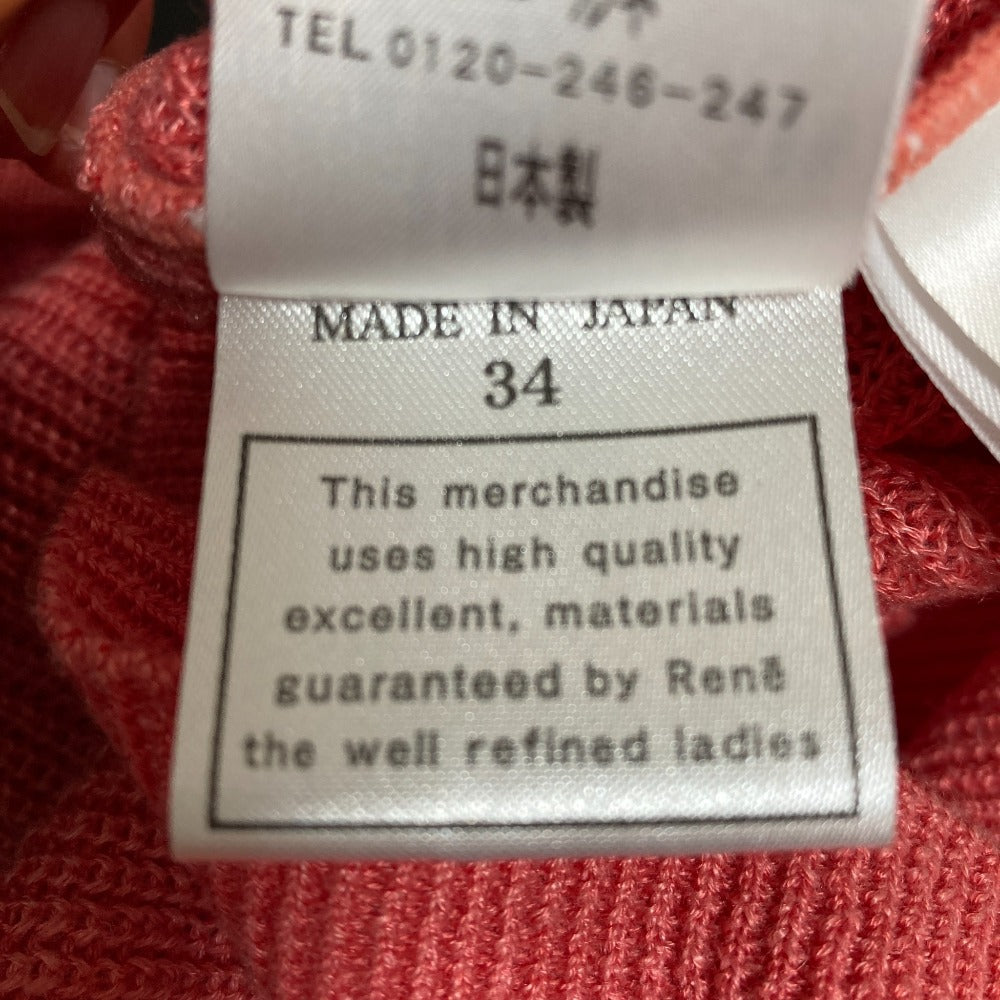 TEL 0120-246-247
日本製
MADE IN JAPAN
34
This merchandise
uses high quality
excellent, materials
guaranteed by Renē
the well refined ladies